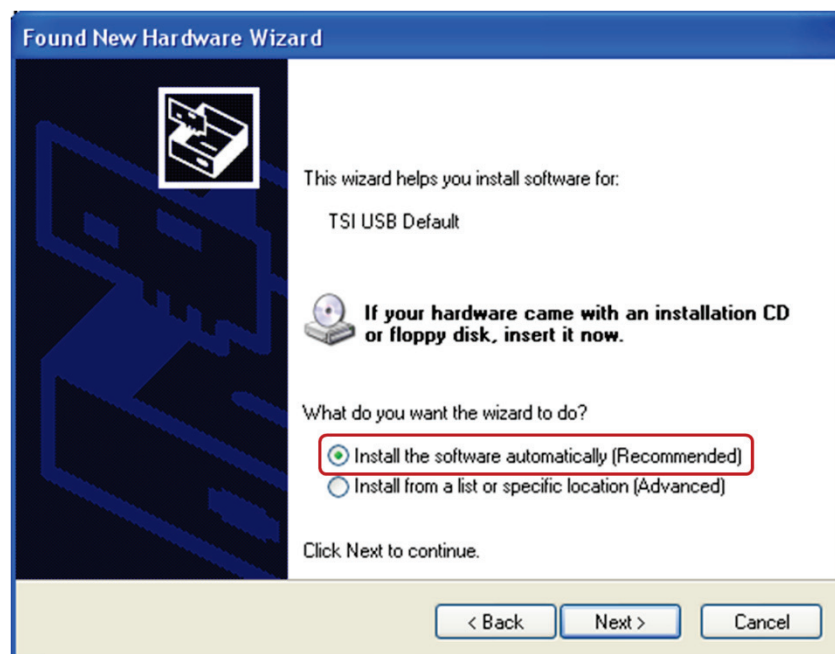 Found New Hardware Wizard
This wizard helps you install software for:
TSI USB Default
If your hardware came with an installation CD
or floppy disk, insert it now.
What do you want the wizard to do?
Install the software automatically (Recommended)
Install from a list or specific location (Advanced)
Click Next to continue.
< Back Next > Cancel